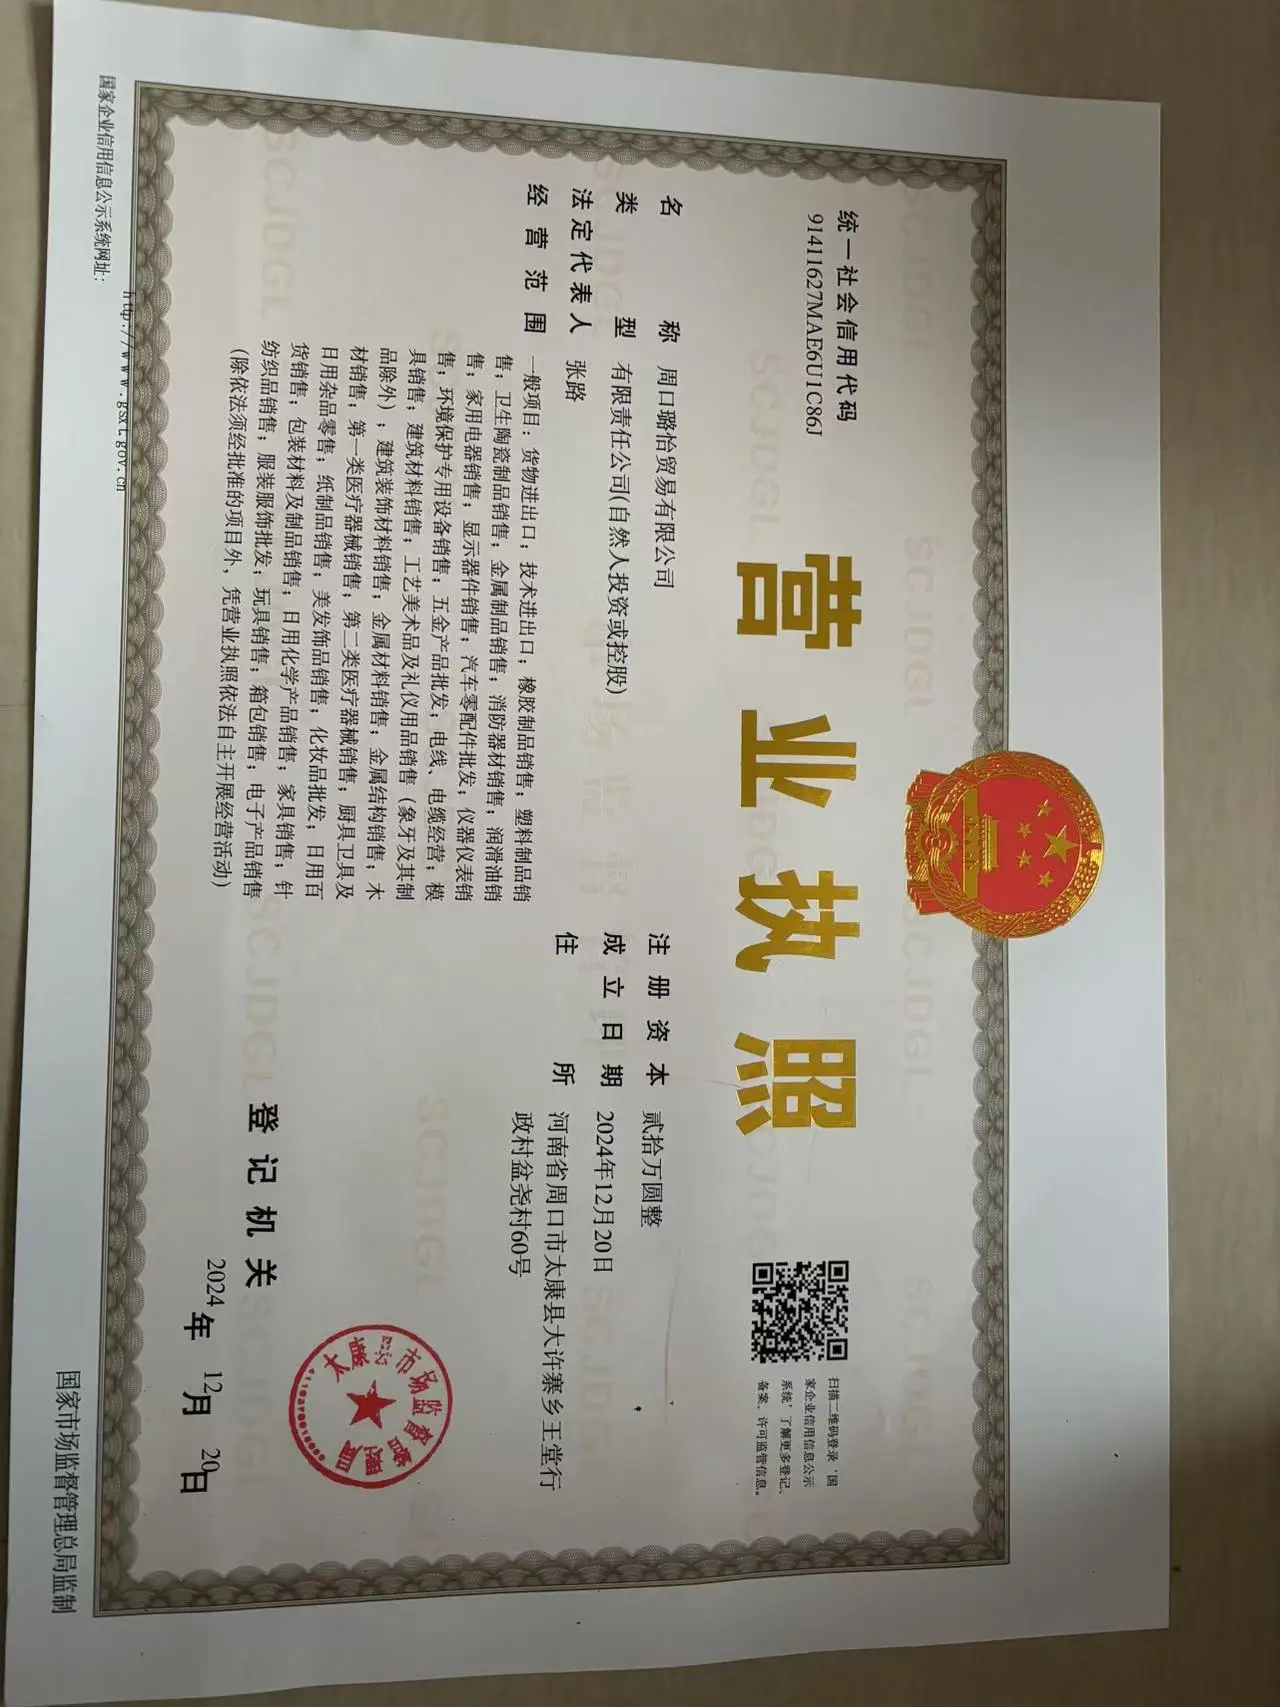 统一社会信用代码
91411627MAE6U1C86J
营业执照
扫描二维码登录‘国
家企业信用信息公示
系统’了解更多登记、
备案、许可监管信息。
名称 周口璐怡贸易有限公司
类型 有限责任公司(自然人投资或控股)
法定代表人 张路
经营范围 一般项目：货物进出口；技术进出口；橡胶制品销售；塑料制品销
售；卫生陶瓷制品销售；金属制品销售；消防器材销售；润滑油销
售；家用电器销售；显示器件销售；汽车零配件批发；仪器仪表销
售；环境保护专用设备销售；五金产品批发；电线、电缆经营；模
具销售；建筑材料销售；工艺美术品及礼仪用品销售（象牙及其制
品除外）；建筑装饰材料销售；金属材料销售；金属结构销售；木
材销售；第一类医疗器械销售；第二类医疗器械销售；厨具卫具及
日用杂品零售；纸制品销售；美发饰品销售；化妆品批发；日用百
货销售；包装材料及制品销售；日用化学产品销售；家具销售；针
纺织品销售；服装服饰批发；玩具销售；箱包销售；电子产品销售
（除依法须经批准的项目外，凭营业执照依法自主开展经营活动）
注册资本 贰拾万圆整
成立日期 2024年12月20日
住所 河南省周口市太康县大许寨乡王堂行
政村盆尧村60号
登记机关
太康县市场监督管理局
2024年12月20日
国家企业信用信息公示系统网址：
http://www.gsxt.gov.cn
国家市场监督管理总局监制